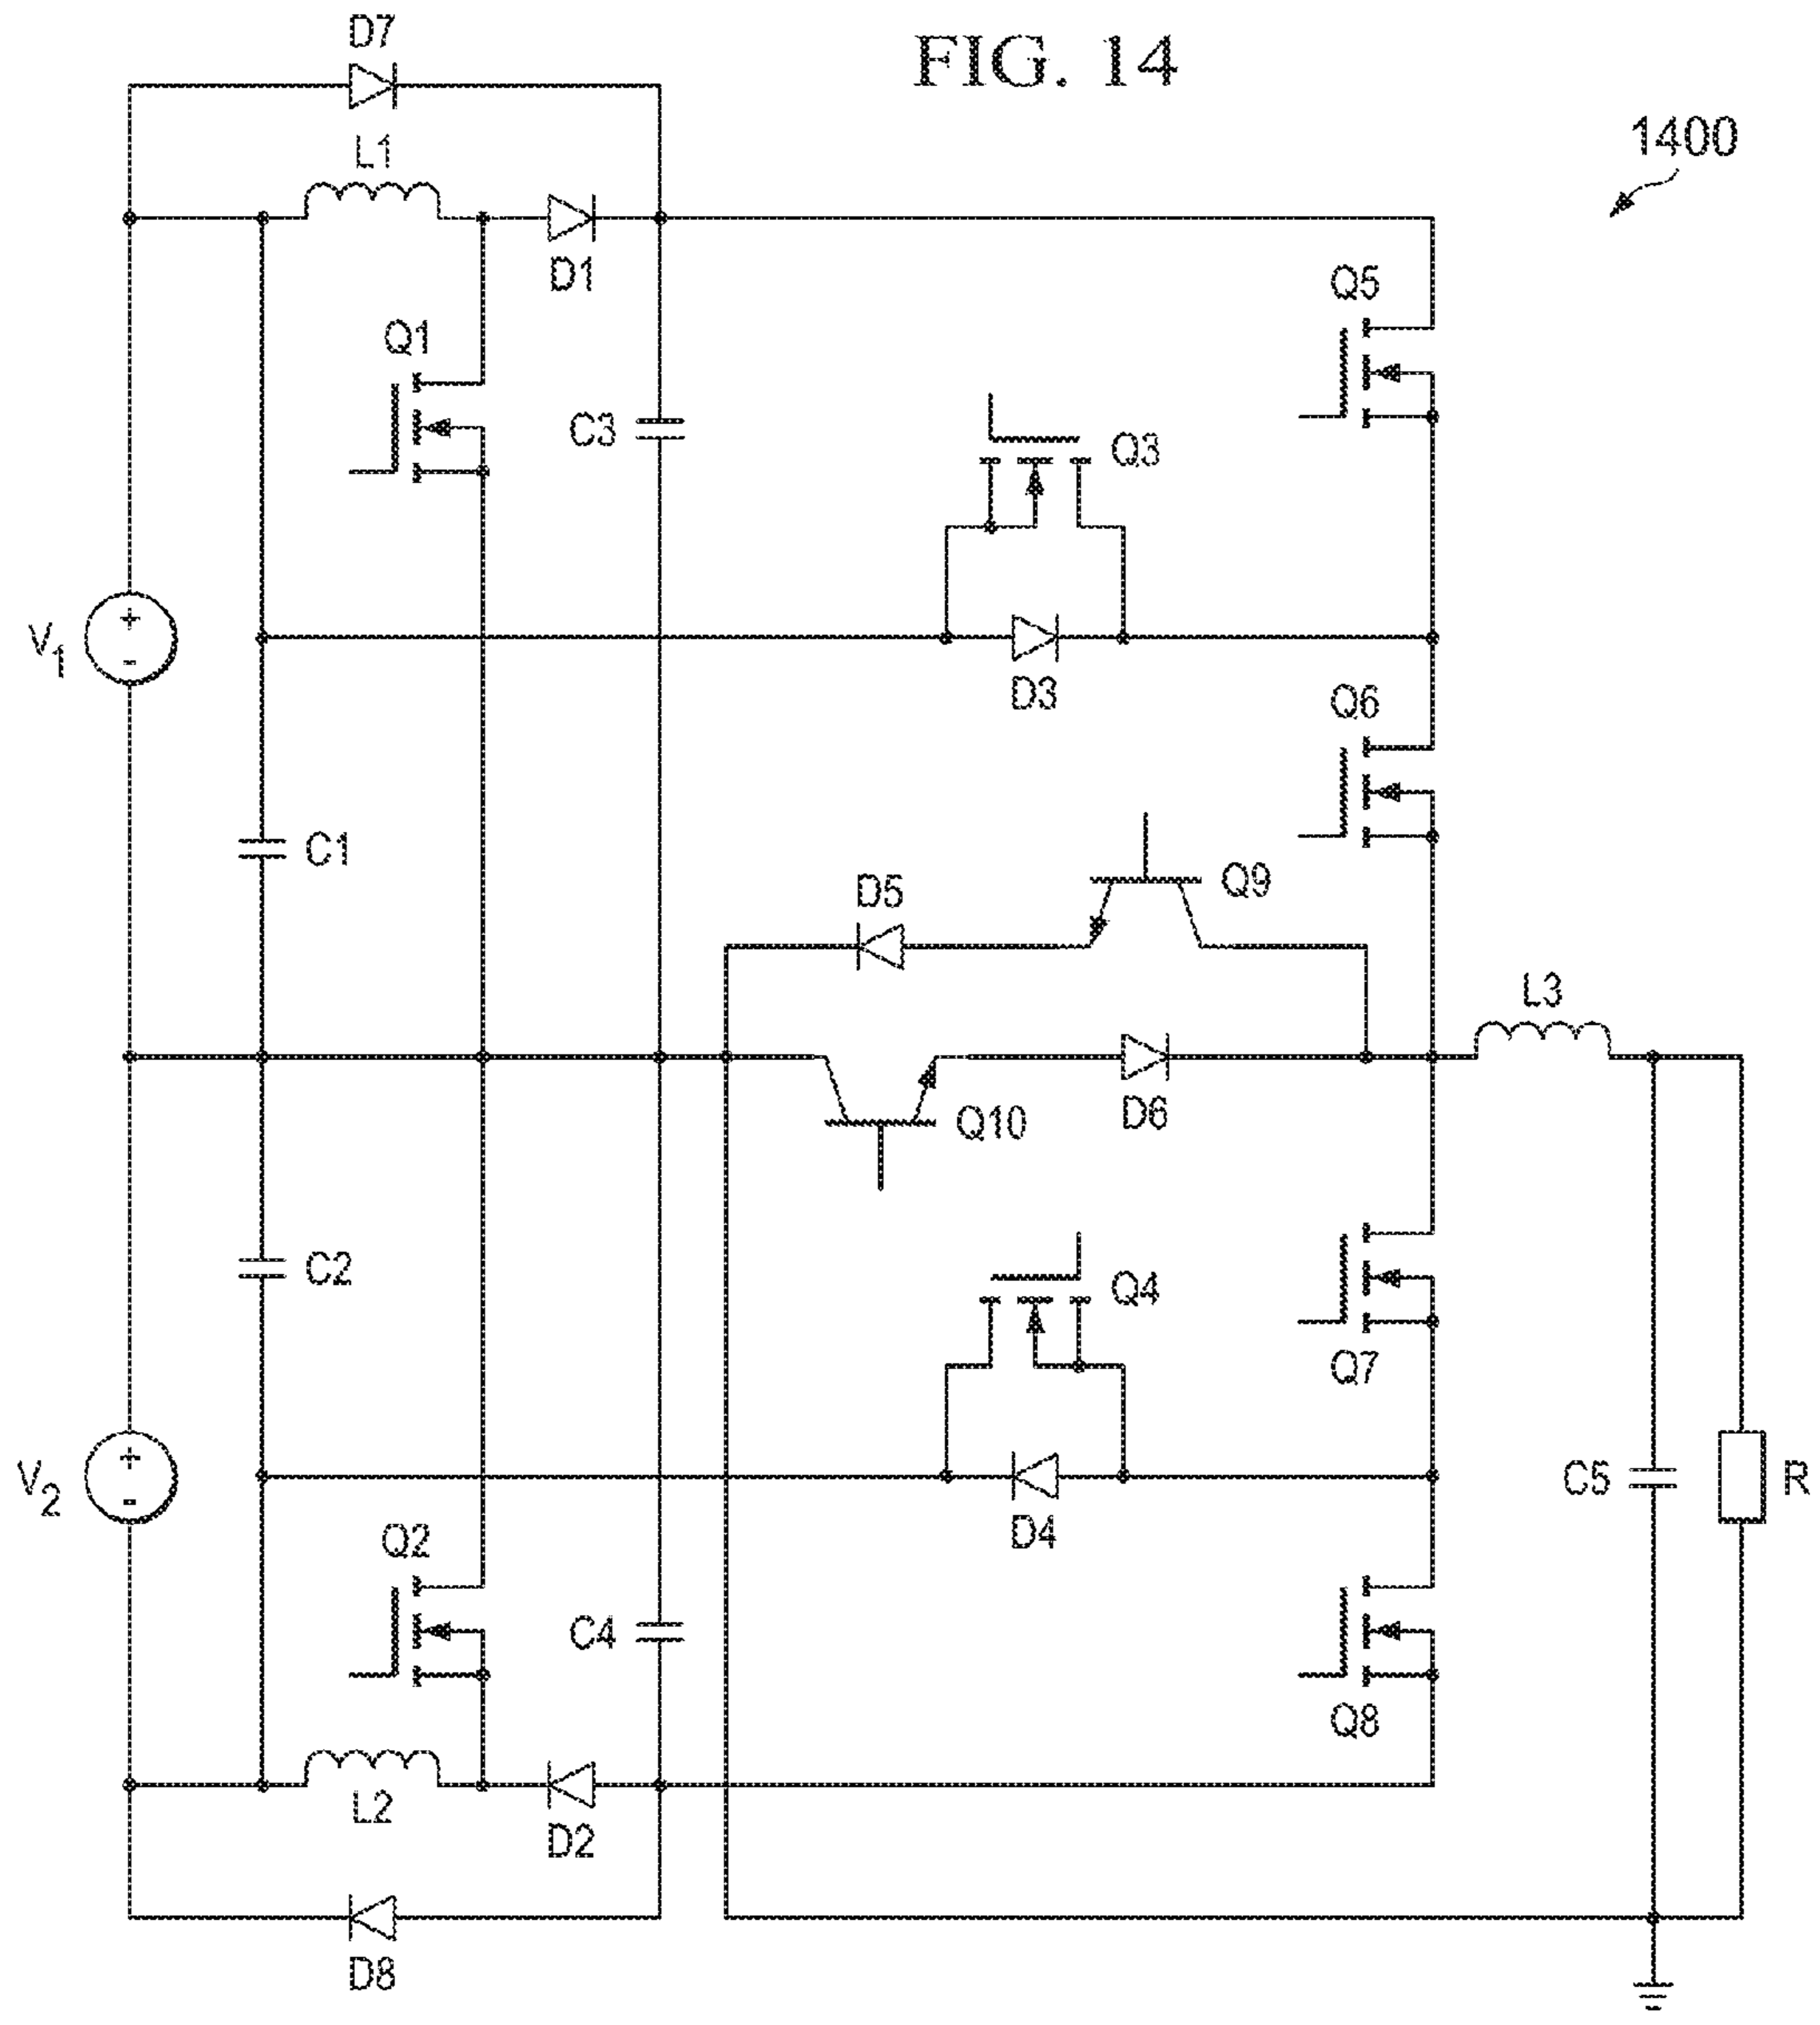 FIG. 14
1400
D7
L1
D1
Q1
C3
Q5
Q3
V1
+
-
D3
Q6
C1
D5
Q9
L3
Q10
D6
C2
Q4
Q7
V2
+
-
D4
C5
R
Q2
C4
Q8
L2
D2
D8